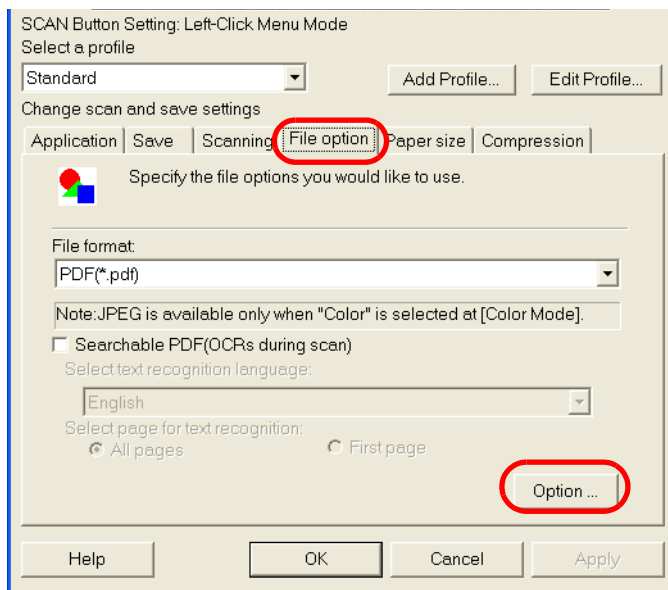 SCAN Button Setting: Left-Click Menu Mode
Select a profile
Standard Add Profile... Edit Profile...
Change scan and save settings
Application Save Scanning File option Paper size Compression
Specify the file options you would like to use.
File format:
PDF(*.pdf)
Note:JPEG is available only when "Color" is selected at [Color Mode].
Searchable PDF(OCRs during scan)
Select text recognition language:
English
Select page for text recognition:
All pages First page
Option ...
Help OK Cancel Apply